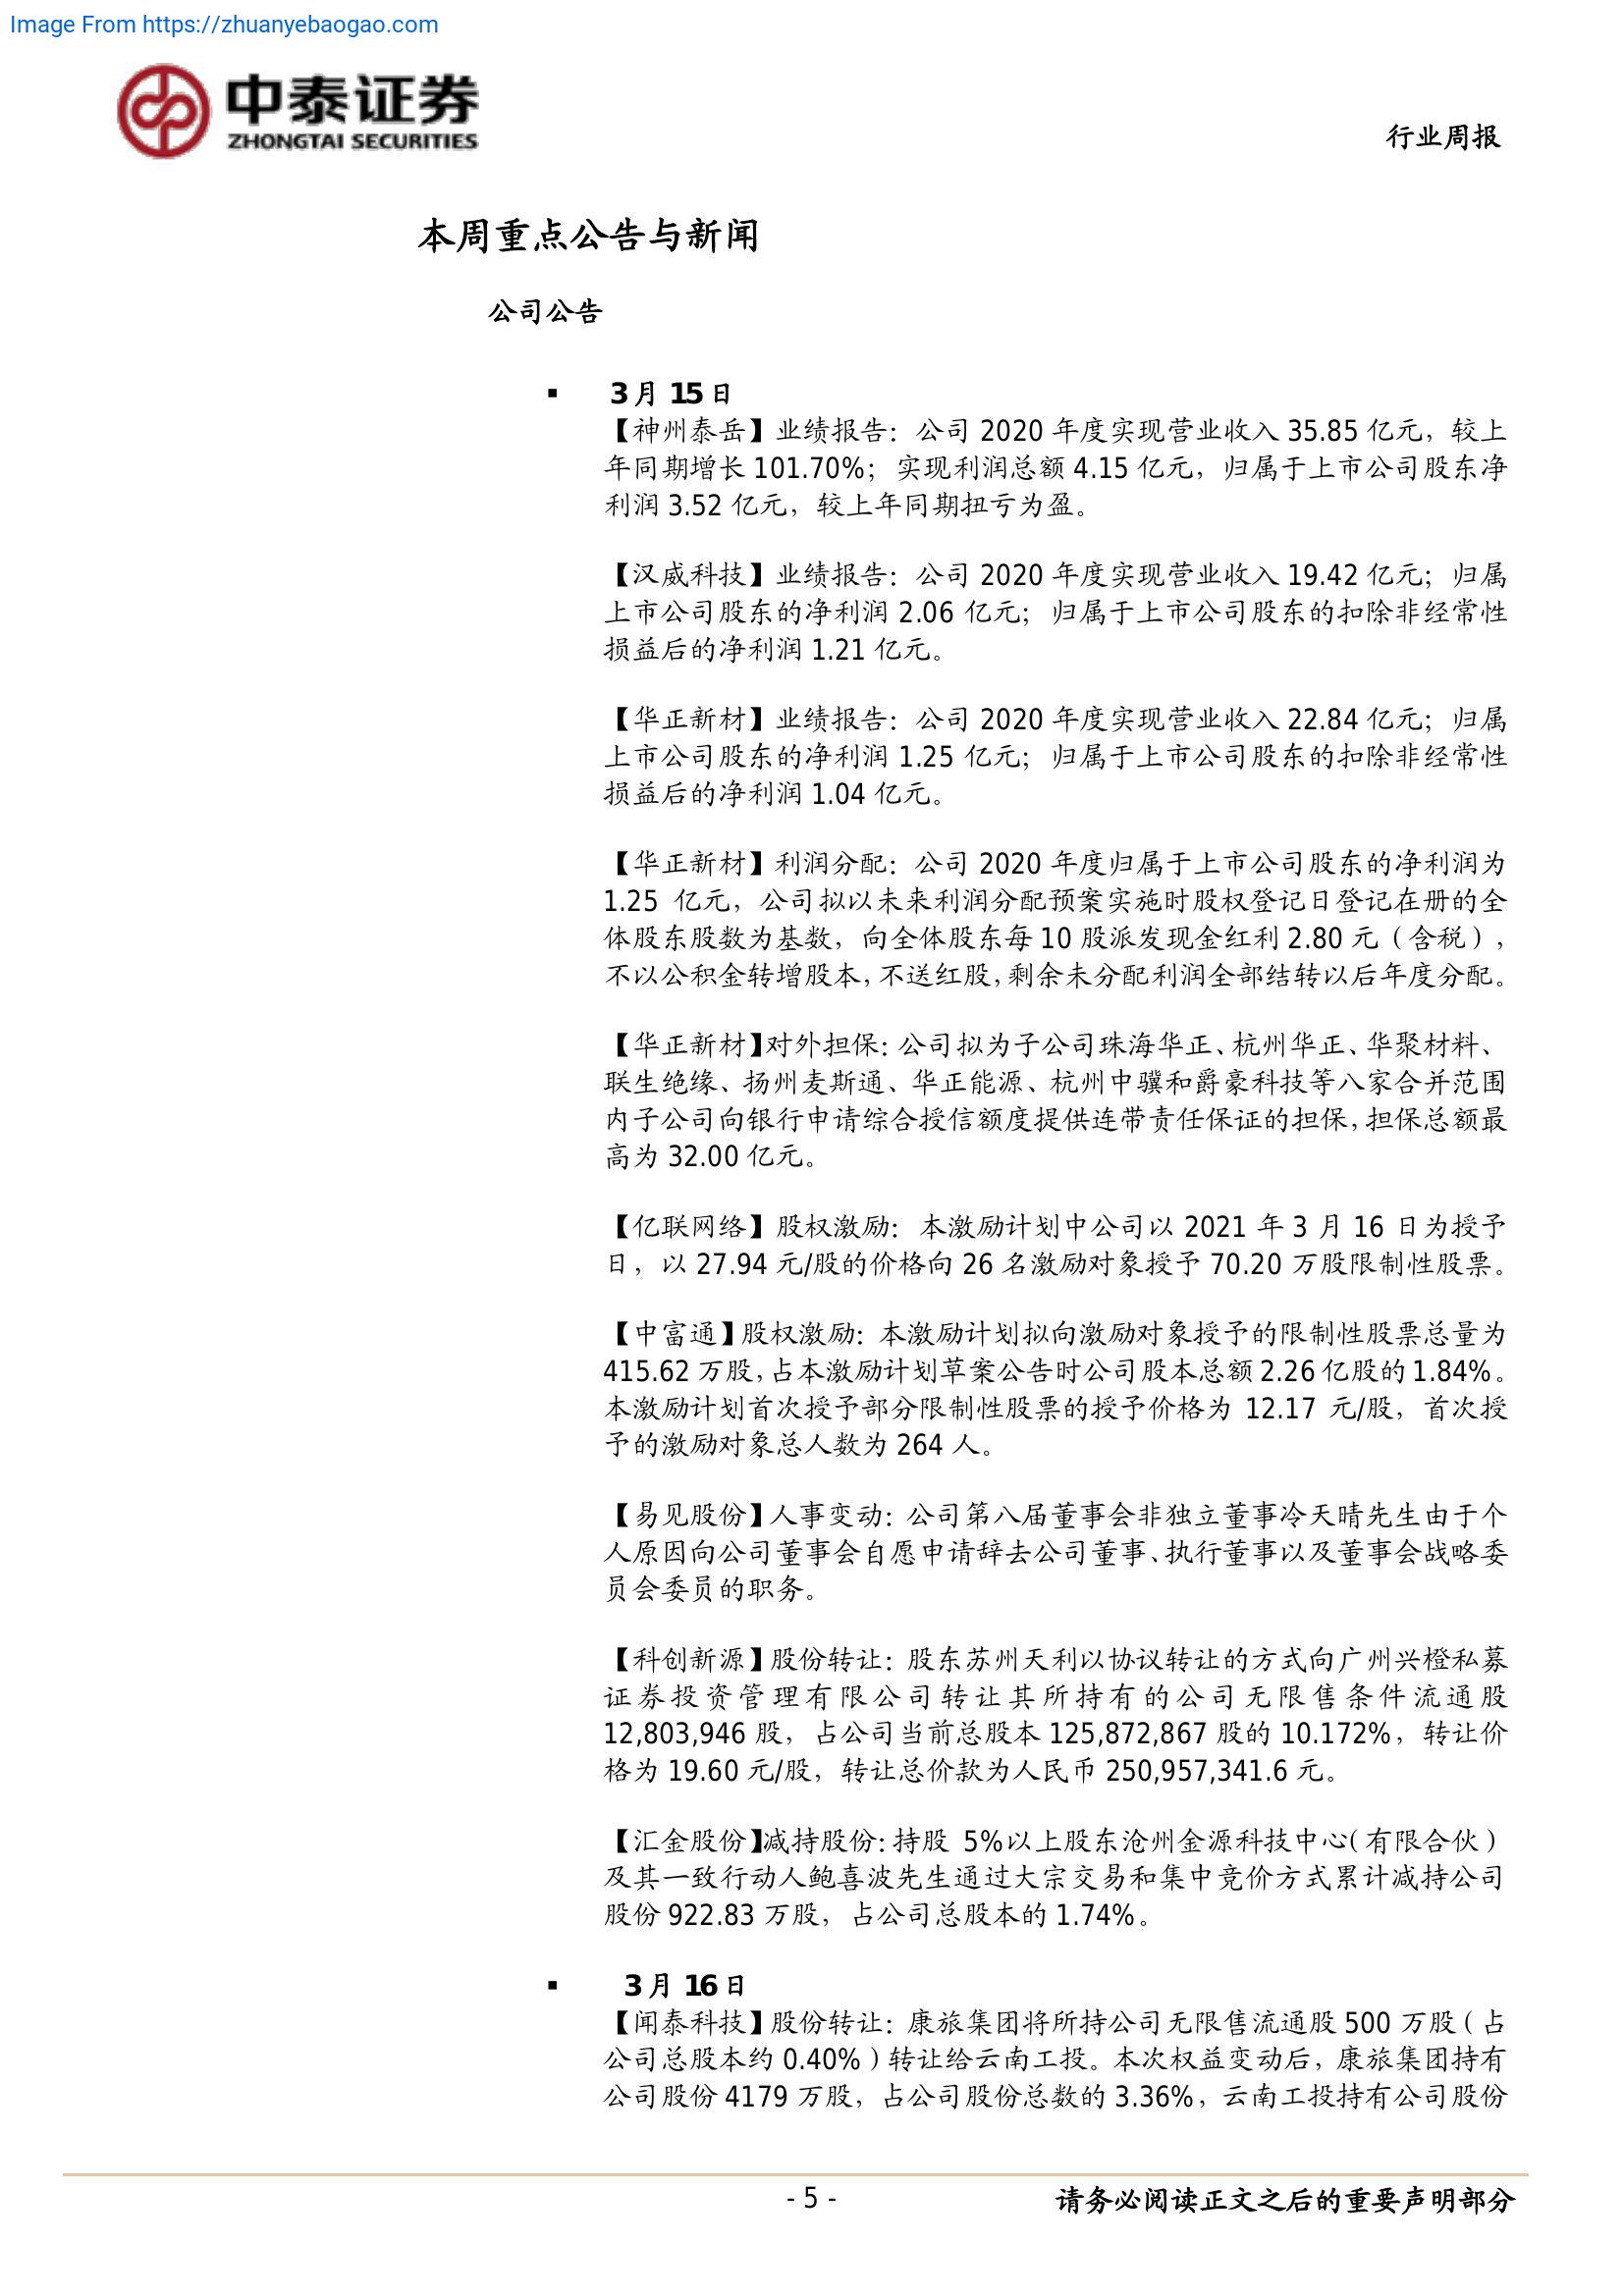 Image From https://zhuanyebaogao.com
中泰证券
ZHONGTAI SECURITIES
行业周报
本周重点公告与新闻
公司公告
▪ 3月 15日
【神州泰岳】业绩报告：公司 2020 年度实现营业收入 35.85 亿元，较上
年同期增长 101.70%；实现利润总额 4.15 亿元，归属于上市公司股东净
利润 3.52 亿元，较上年同期扭亏为盈。
【汉威科技】业绩报告：公司 2020 年度实现营业收入 19.42 亿元；归属
上市公司股东的净利润 2.06 亿元；归属于上市公司股东的扣除非经常性
损益后的净利润 1.21 亿元。
【华正新材】业绩报告：公司 2020 年度实现营业收入 22.84 亿元；归属
上市公司股东的净利润 1.25 亿元；归属于上市公司股东的扣除非经常性
损益后的净利润 1.04 亿元。
【华正新材】利润分配：公司 2020 年度归属于上市公司股东的净利润为
1.25 亿元，公司拟以未来利润分配预案实施时股权登记日登记在册的全
体股东股数为基数，向全体股东每 10 股派发现金红利 2.80 元（含税），
不以公积金转增股本，不送红股，剩余未分配利润全部结转以后年度分配。
【华正新材】对外担保：公司拟为子公司珠海华正、杭州华正、华聚材料、
联生绝缘、扬州麦斯通、华正能源、杭州中骥和爵豪科技等八家合并范围
内子公司向银行申请综合授信额度提供连带责任保证的担保，担保总额最
高为 32.00 亿元。
【亿联网络】股权激励：本激励计划中公司以 2021 年 3 月 16 日为授予
日，以 27.94 元/股的价格向 26 名激励对象授予 70.20 万股限制性股票。
【中富通】股权激励：本激励计划拟向激励对象授予的限制性股票总量为
415.62 万股，占本激励计划草案公告时公司股本总额 2.26 亿股的 1.84%。
本激励计划首次授予部分限制性股票的授予价格为 12.17 元/股，首次授
予的激励对象总人数为 264 人。
【易见股份】人事变动：公司第八届董事会非独立董事冷天晴先生由于个
人原因向公司董事会自愿申请辞去公司董事、执行董事以及董事会战略委
员会委员的职务。
【科创新源】股份转让：股东苏州天利以协议转让的方式向广州兴橙私募
证券投资管理有限公司转让其所持有的公司无限售条件流通股
12,803,946 股，占公司当前总股本 125,872,867 股的 10.172%，转让价
格为 19.60 元/股，转让总价款为人民币 250,957,341.6 元。
【汇金股份】减持股份：持股 5%以上股东沧州金源科技中心（有限合伙）
及其一致行动人鲍喜波先生通过大宗交易和集中竞价方式累计减持公司
股份 922.83 万股，占公司总股本的 1.74%。
▪ 3月 16日
【闻泰科技】股份转让：康旅集团将所持公司无限售流通股 500 万股（占
公司总股本约 0.40%）转让给云南工投。本次权益变动后，康旅集团持有
公司股份 4179 万股，占公司股份总数的 3.36%，云南工投持有公司股份
- 5 -
请务必阅读正文之后的重要声明部分